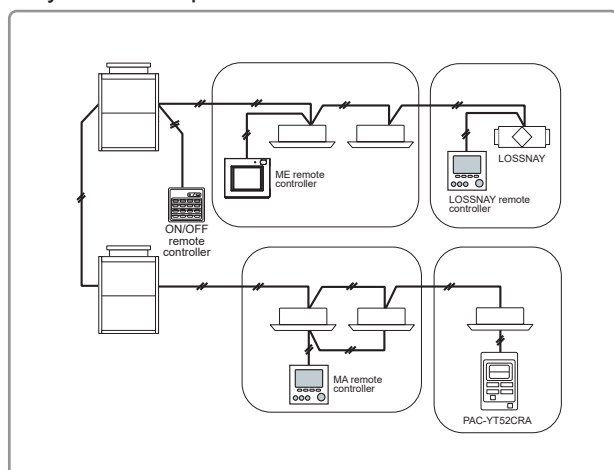 ME remote
controller
LOSSNAY
LOSSNAY remote
controller
ON/OFF
remote
controller
MA remote
controller
PAC-YT52CRA